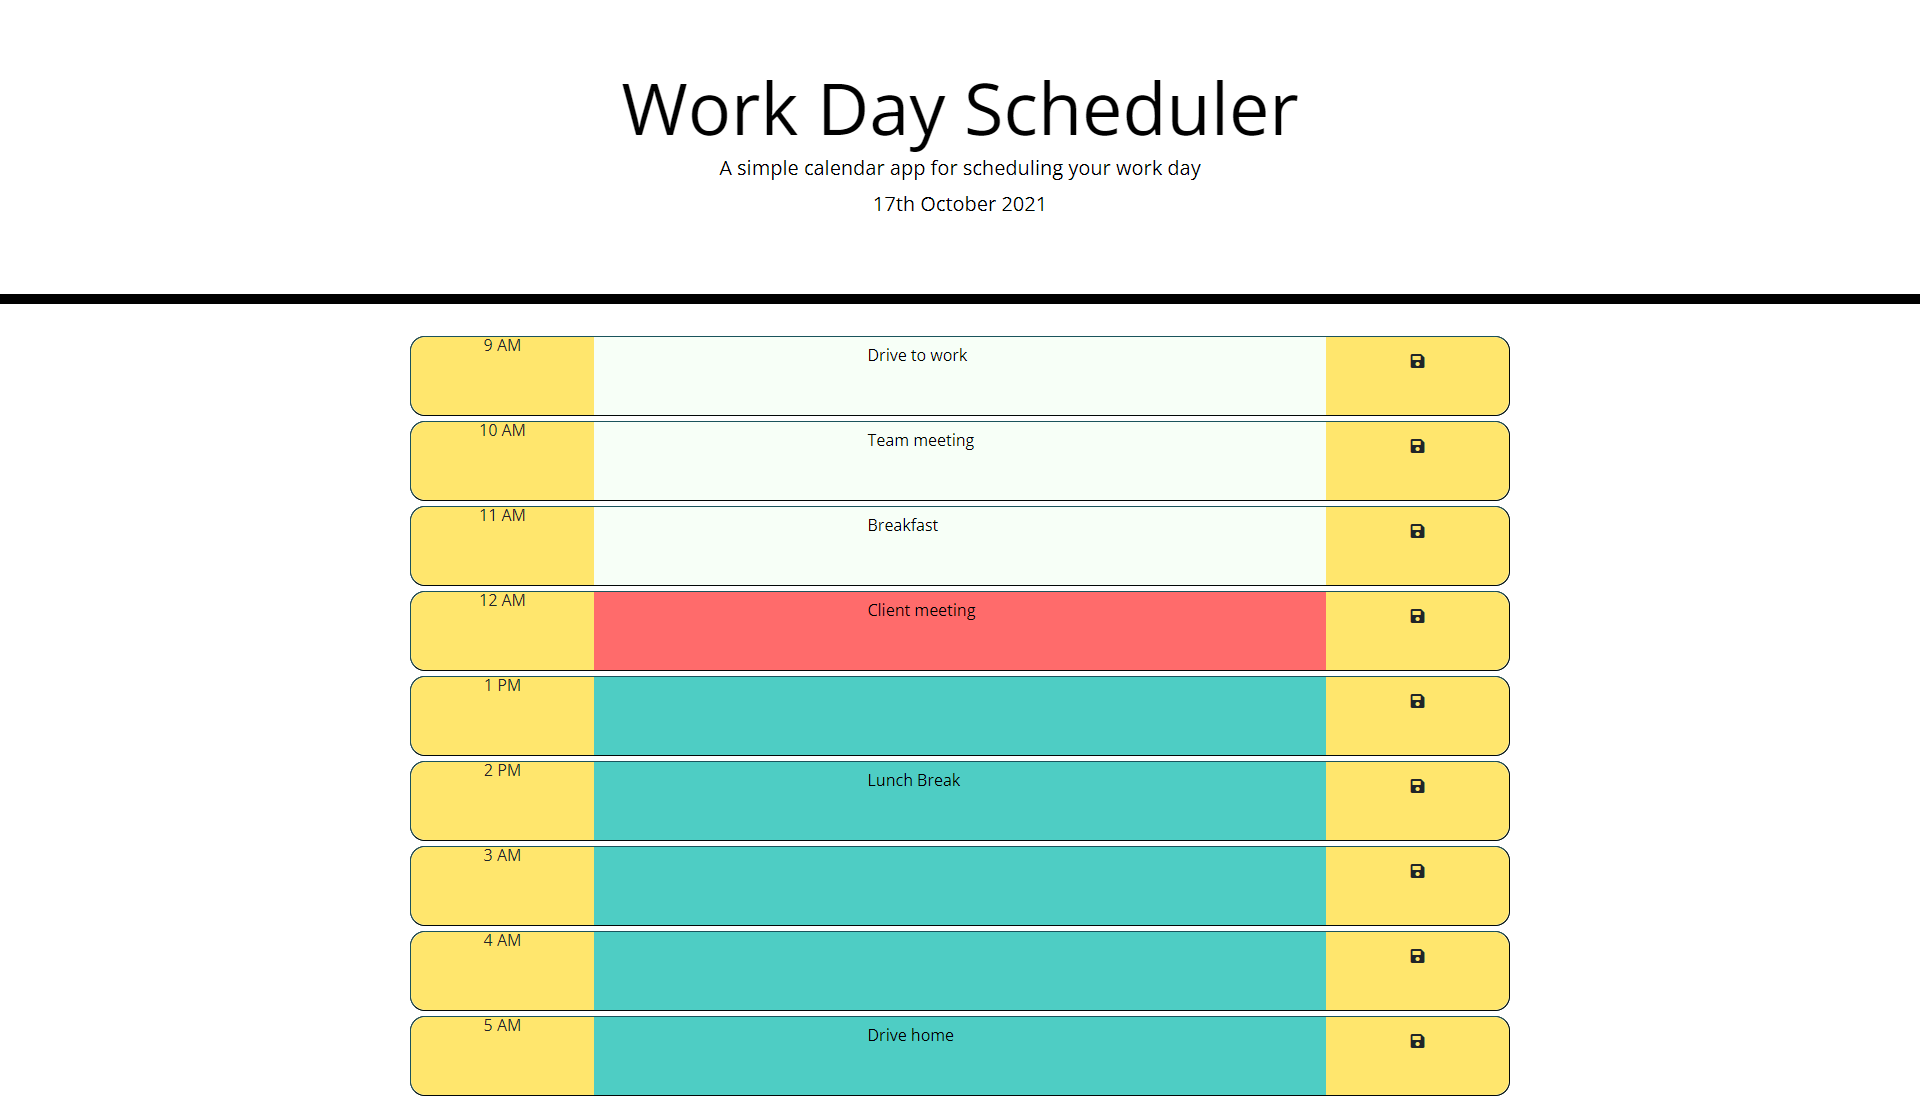 Work Day Scheduler
A simple calendar app for scheduling your work day
17th October 2021
9 AM
Drive to work
10 AM
Team meeting
11 AM
Breakfast
12 AM
Client meeting
1 PM
2 PM
Lunch Break
3 AM
4 AM
5 AM
Drive home